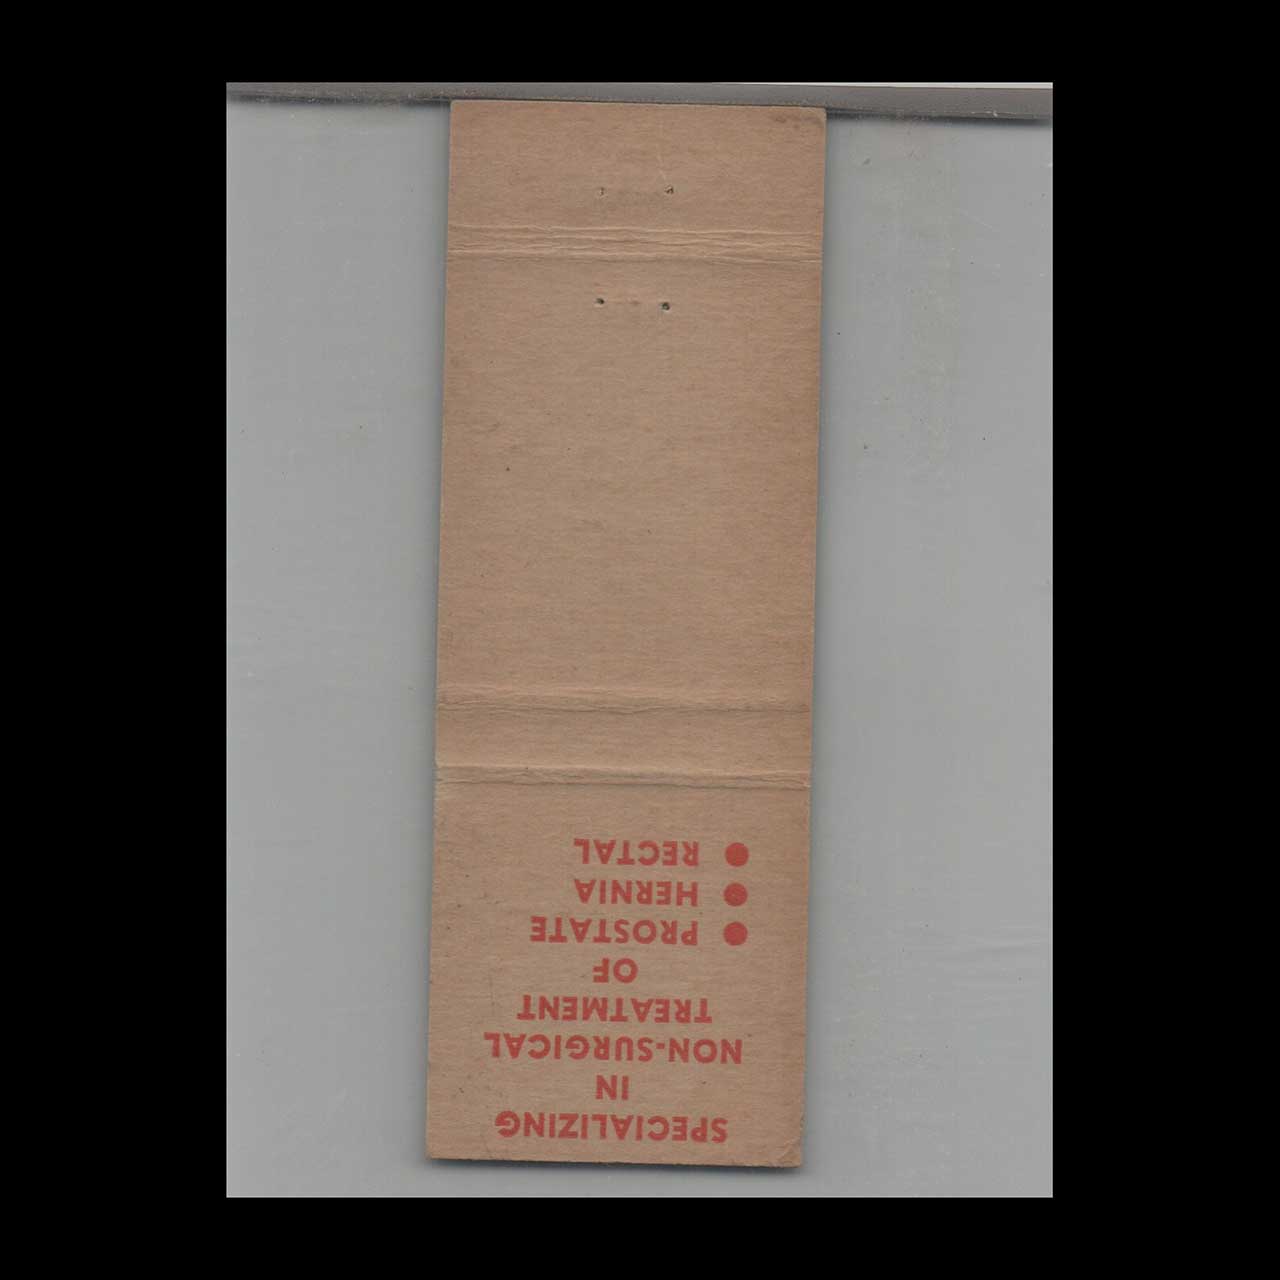 SPECIALIZING
IN
NON-SURGICAL
TREATMENT
OF
● PROSTATE
● HERNIA
● RECTAL